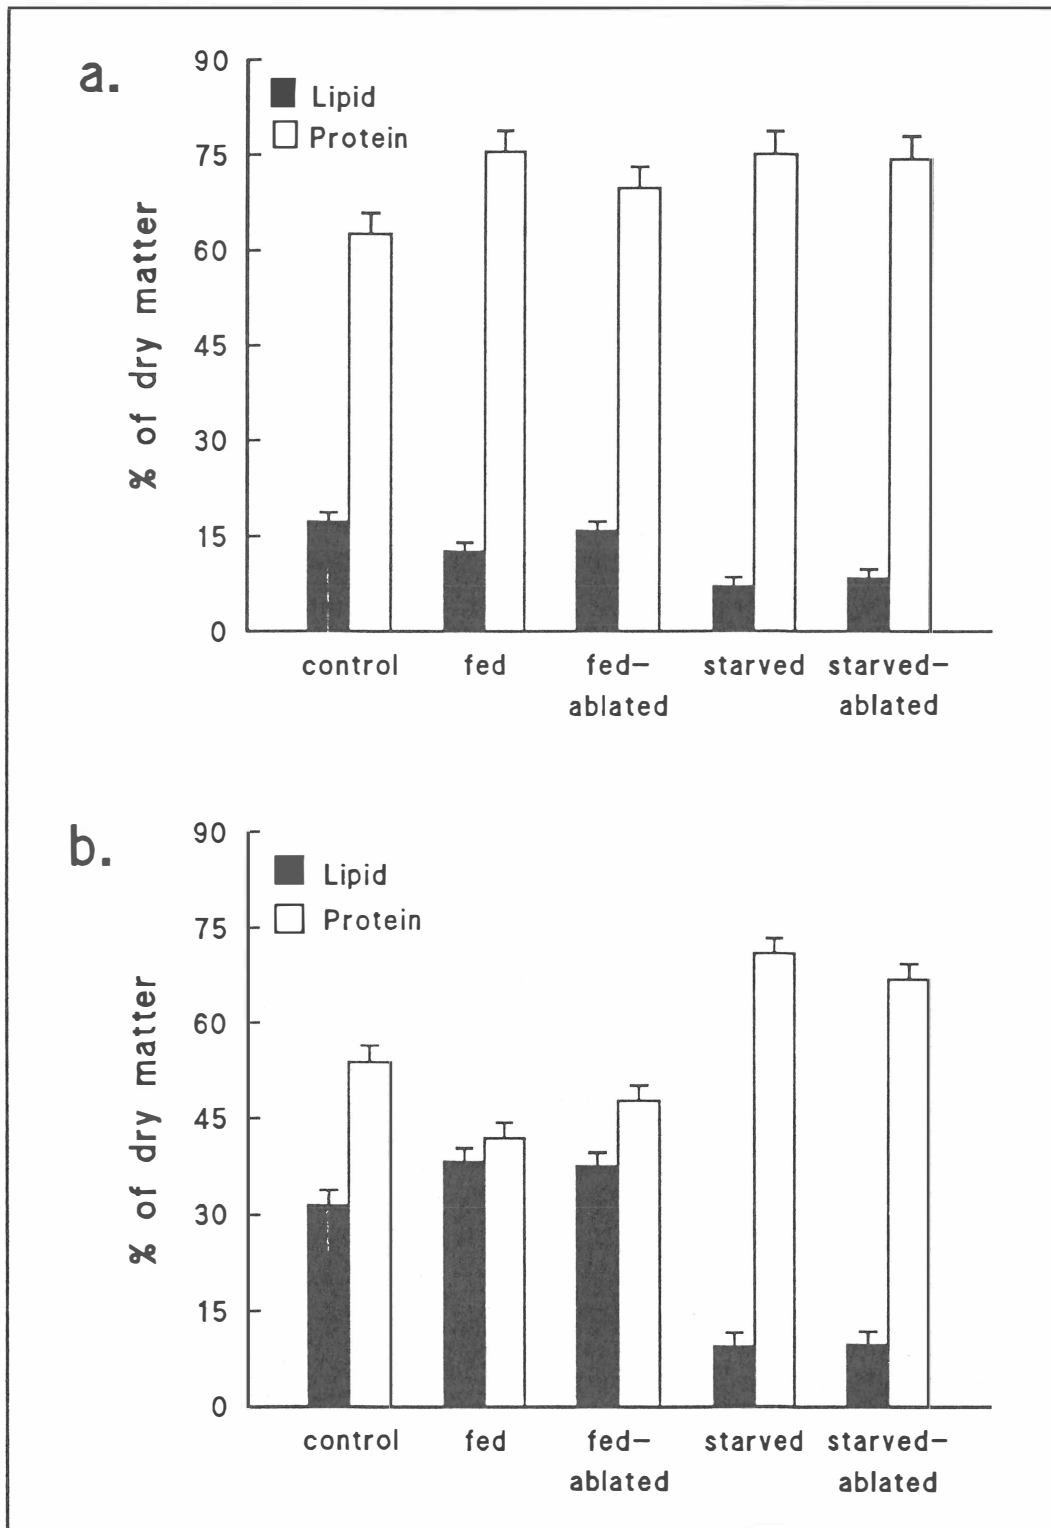 a.
90
75
60
45
30
15
0
% of dry matter
Lipid
Protein
control fed fed– starved starved–
ablated ablated
b.
90
75
60
45
30
15
0
% of dry matter
Lipid
Protein
control fed fed– starved starved–
ablated ablated